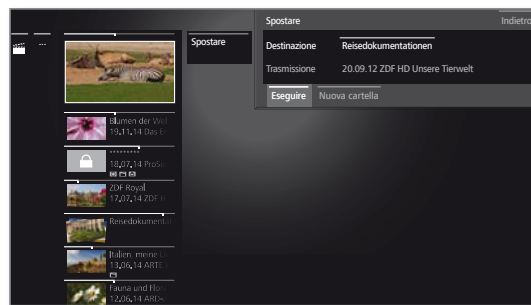 Spostare
Indietro
...
Spostare
Destinazione Reisedokumentationen
Trasmissione 20.09.12 ZDF HD Unsere Tierwelt
Eseguire Nuova cartella
Blumen der Wel
19.11.14 Das E
*********
18.07.14 ProSi
ZDF Royal
17.07.14 ZDF
Reisedokumentat
Italien, meine Li
13.06.14 ARTE
Fauna und Flor
12.06.14 ARD